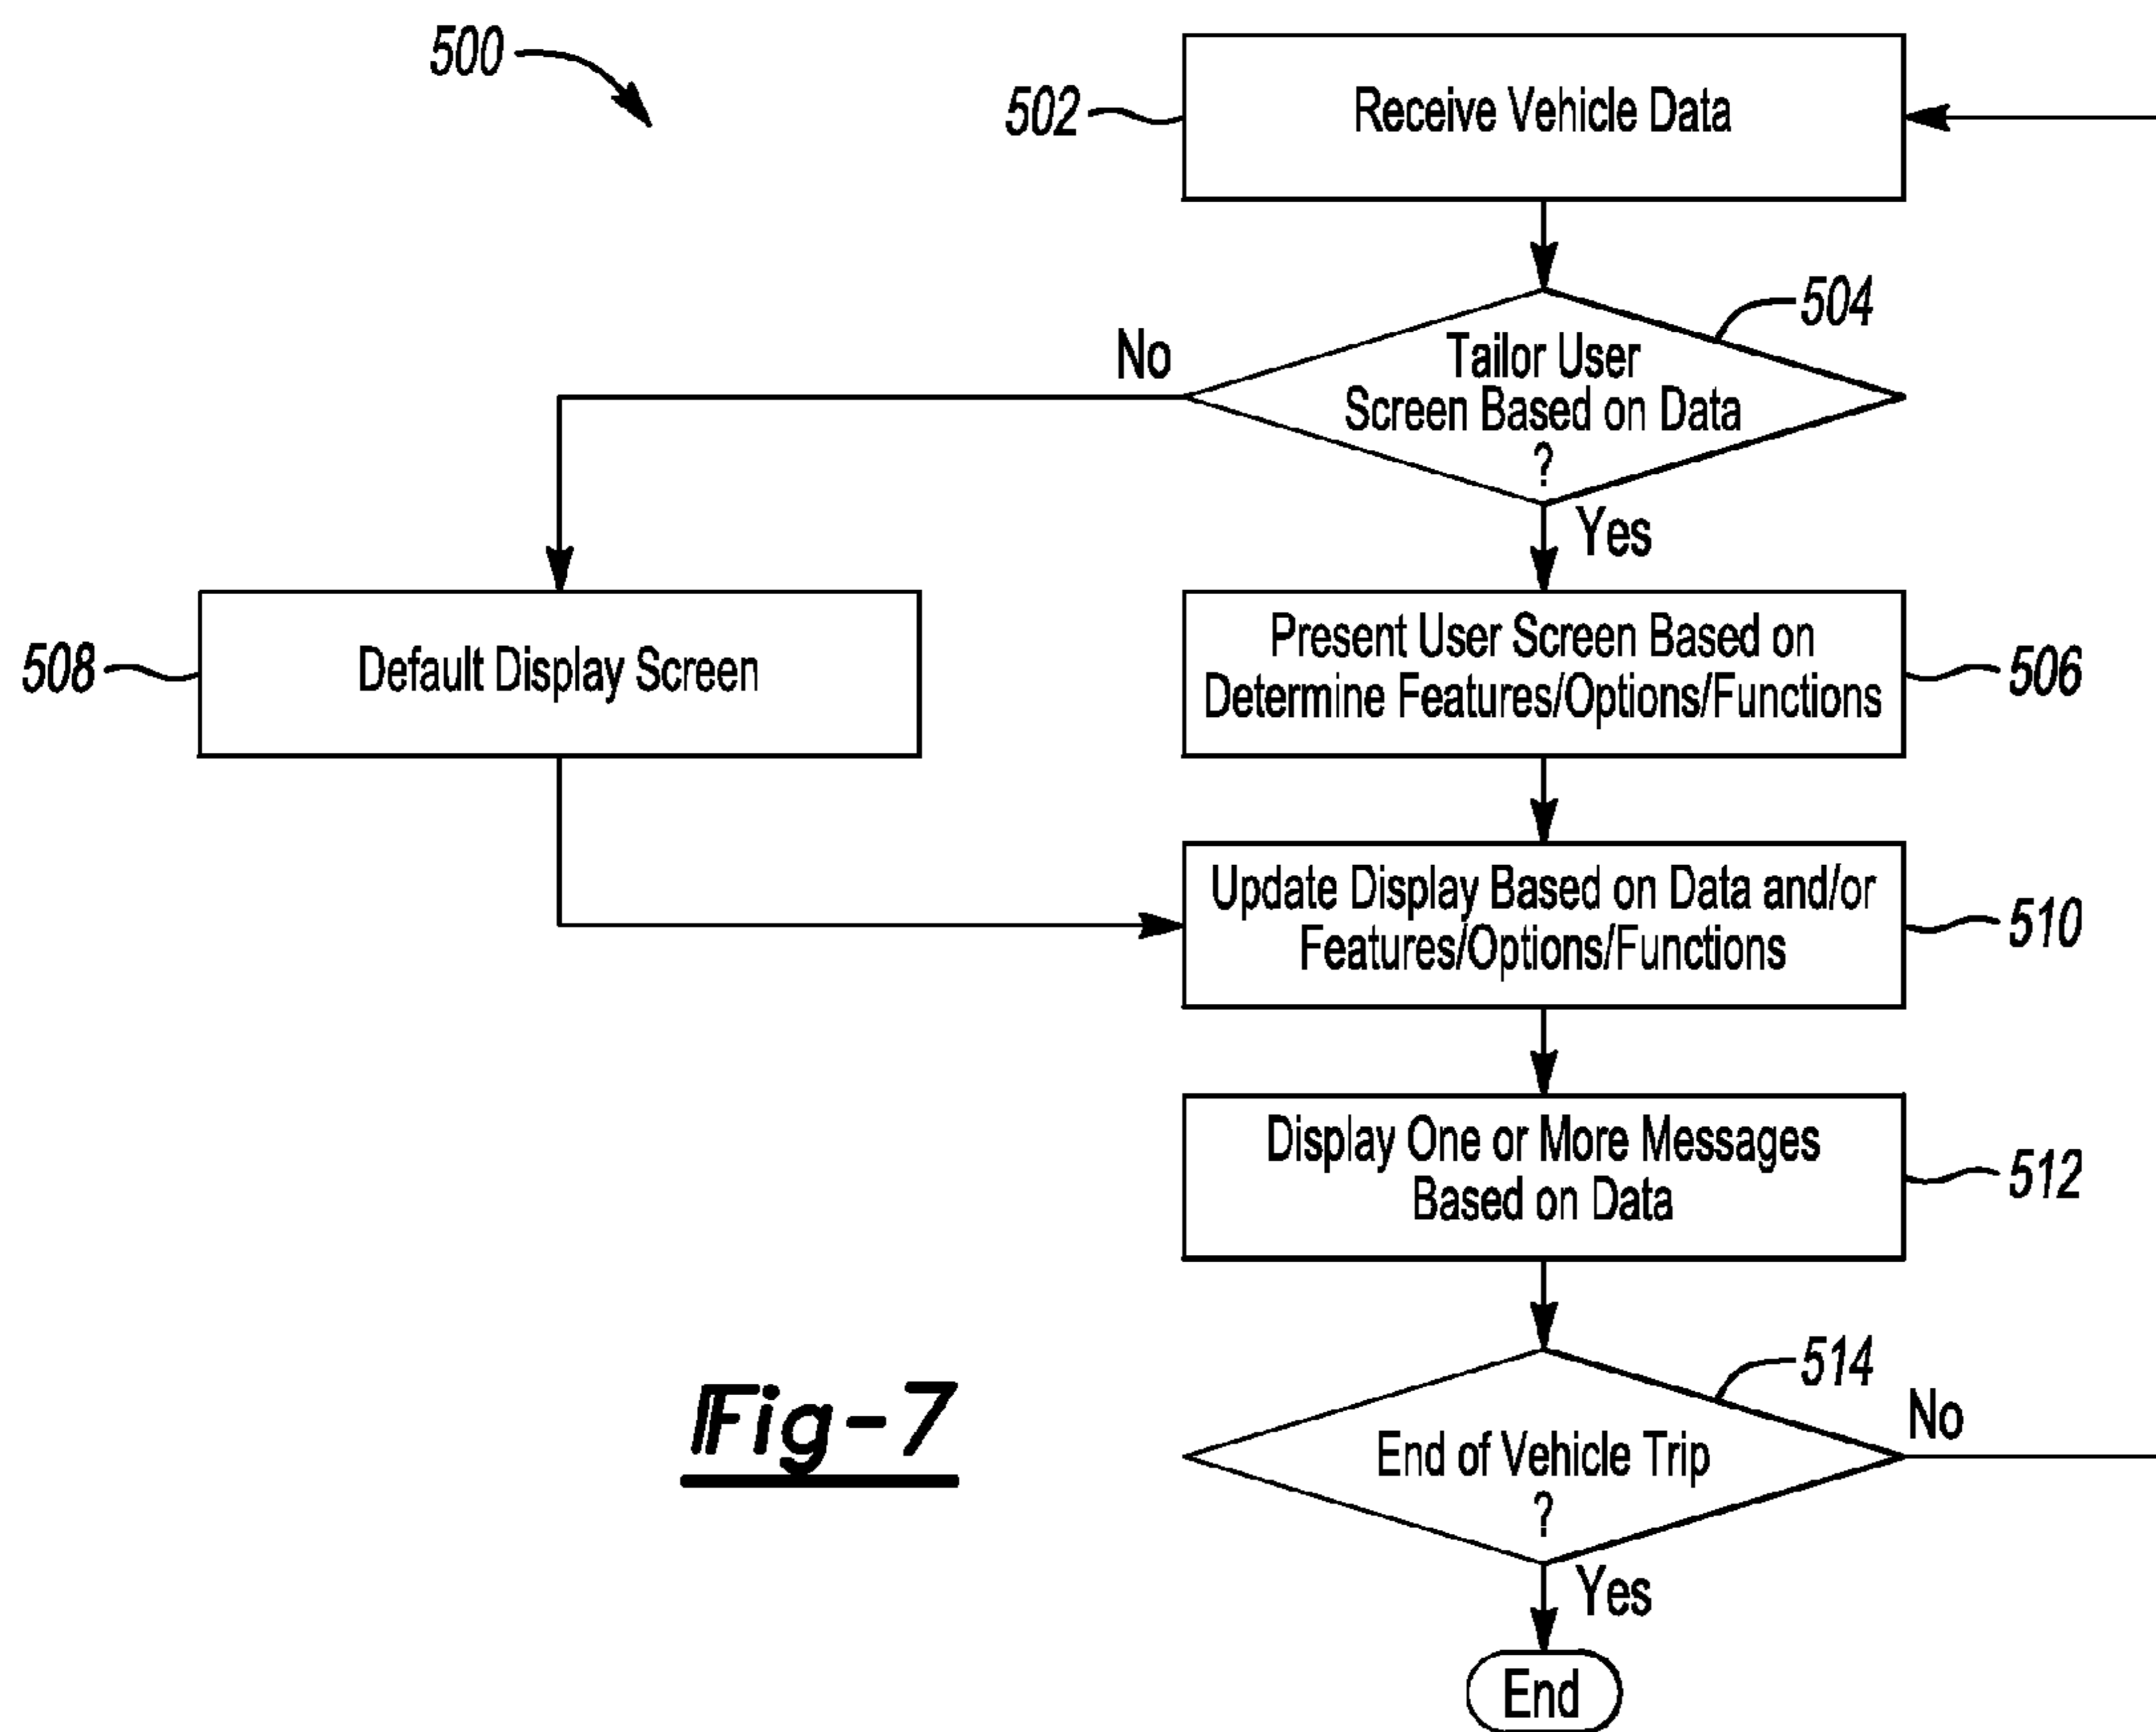 500
502
Receive Vehicle Data
504
No
Tailor User
Screen Based on Data
?
Yes
508
Default Display Screen
Present User Screen Based on
Determine Features/Options/Functions
506
Update Display Based on Data and/or
Features/Options/Functions
510
Display One or More Messages
Based on Data
512
514
No
End of Vehicle Trip
?
Yes
End
Fig-7